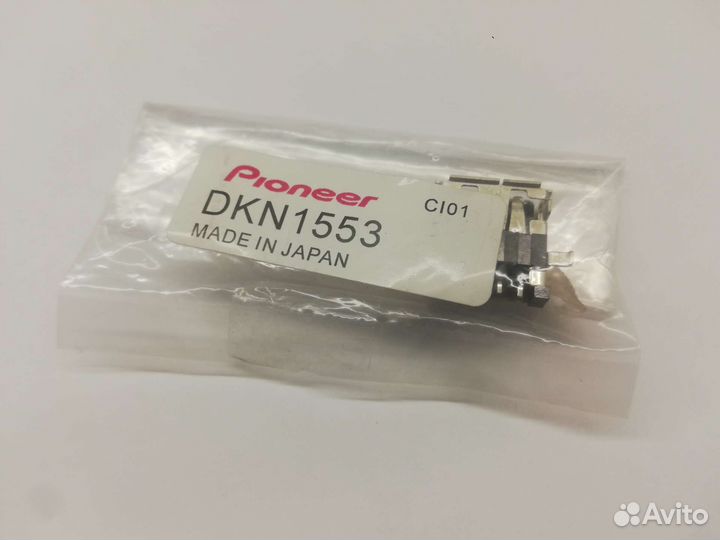 Pioneer
DKN1553
CI01
MADE IN JAPAN
Avito